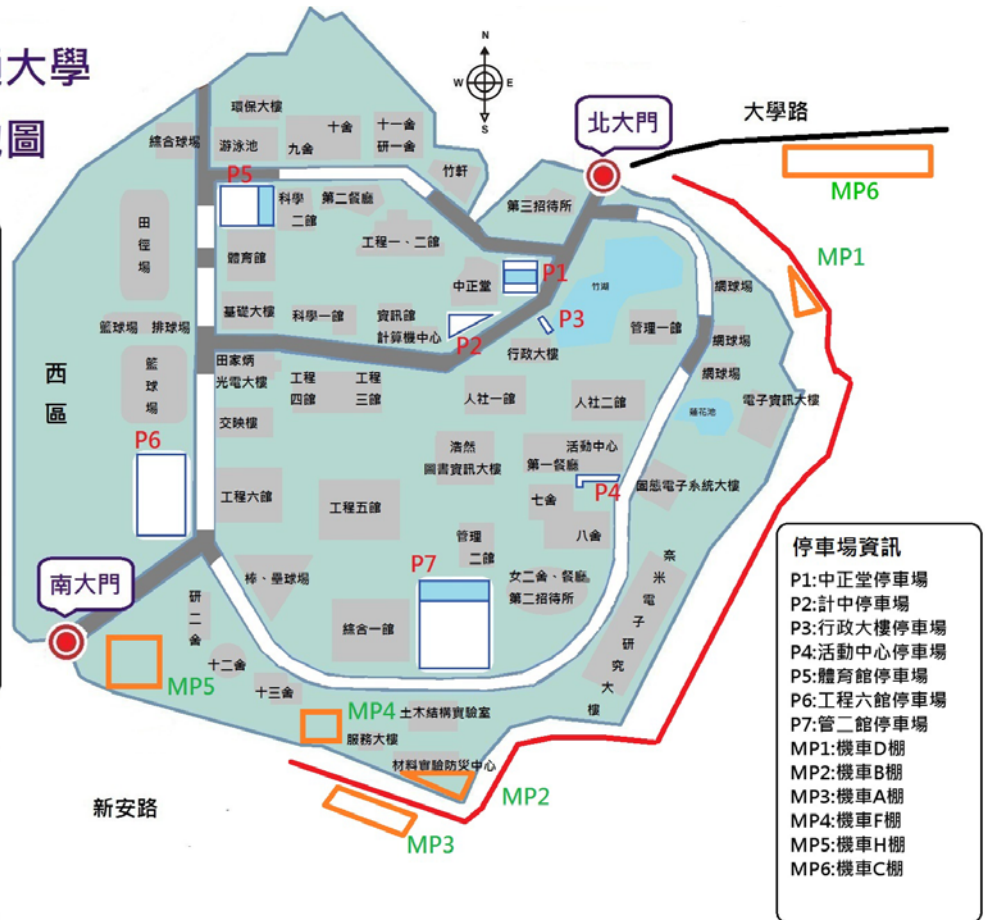 大學
圖
N
W
E
S
北大門
大學路
MP6
MP1
環保大樓
綜合球場
游泳池
九舍
十舍
十一舍
研一舍
竹軒
P5
科學
二館
第二餐廳
第三招待所
田徑場
體育館
工程一、二館
中正堂
P1
竹湖
網球場
基礎大樓
科學一館
資訊館
計算機中心
P2
P3
行政大樓
管理一館
網球場
籃球場
排球場
西區
籃球場
田家炳
光電大樓
工程
四館
工程
三館
人社一館
人社二館
網球場
蓮花池
電子資訊大樓
交映樓
P6
浩然
圖書資訊大樓
活動中心
第一餐廳
P4
固態電子系統大樓
工程六館
工程五館
七舍
八舍
管理
二館
P7
南大門
棒、壘球場
女二舍、餐廳
第二招待所
奈米電子研究大樓
研二舍
綜合一館
十二舍
MP5
十三舍
MP4
土木結構實驗室
服務大樓
材料實驗防災中心
MP2
MP3
新安路
停車場資訊
P1:中正堂停車場
P2:計中停車場
P3:行政大樓停車場
P4:活動中心停車場
P5:體育館停車場
P6:工程六館停車場
P7:管二館停車場
MP1:機車D棚
MP2:機車B棚
MP3:機車A棚
MP4:機車F棚
MP5:機車H棚
MP6:機車C棚